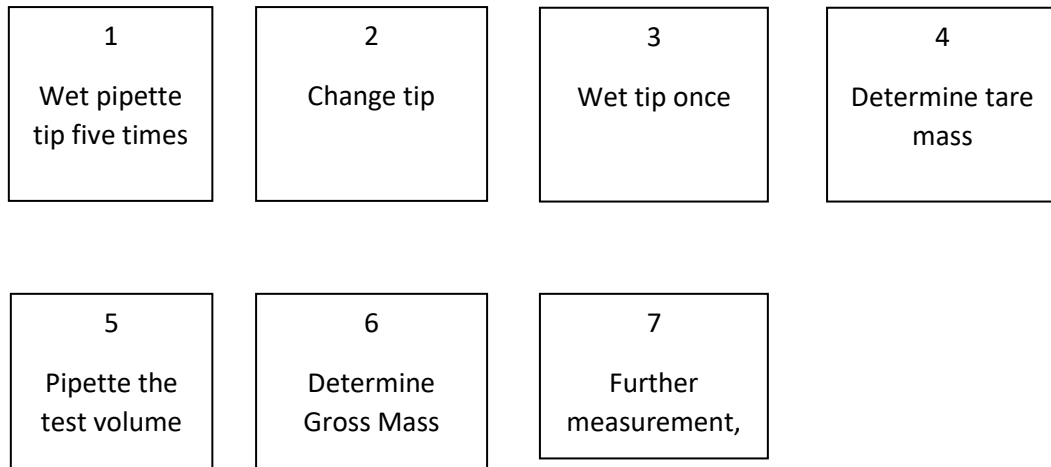 1
Wet pipette
tip five times
2
Change tip
3
Wet tip once
4
Determine tare
mass
5
Pipette the
test volume
6
Determine
Gross Mass
7
Further
measurement,